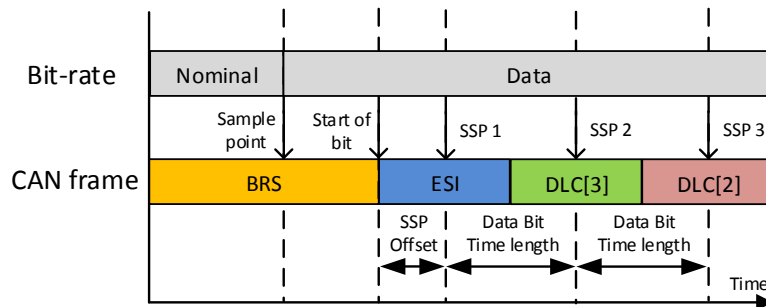 Bit-rate
Nominal
Data
Sample
point
Start of
bit
SSP 1
SSP 2
SSP 3
CAN frame
BRS
ESI
DLC[3]
DLC[2]
SSP
Offset
Data Bit
Time length
Data Bit
Time length
Time